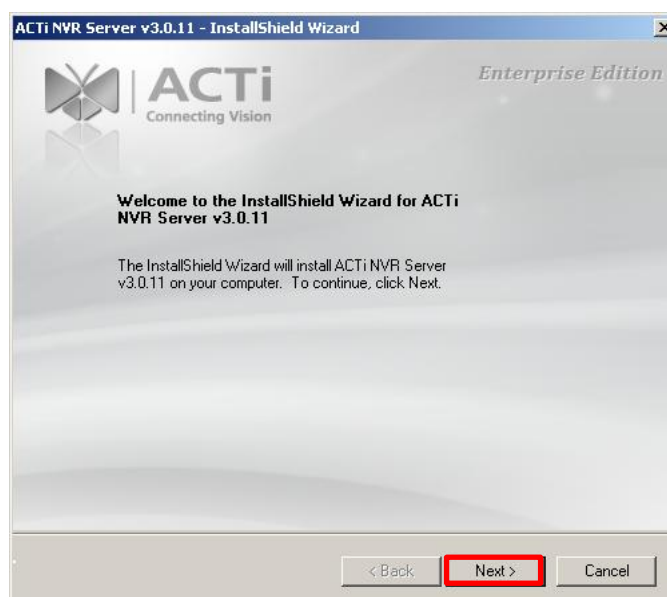 ACTi NVR Server v3.0.11 - InstallShield Wizard
ACTi
Connecting Vision
Enterprise Edition
Welcome to the InstallShield Wizard for ACTi
NVR Server v3.0.11
The InstallShield Wizard will install ACTi NVR Server
v3.0.11 on your computer. To continue, click Next.
< Back
Next >
Cancel